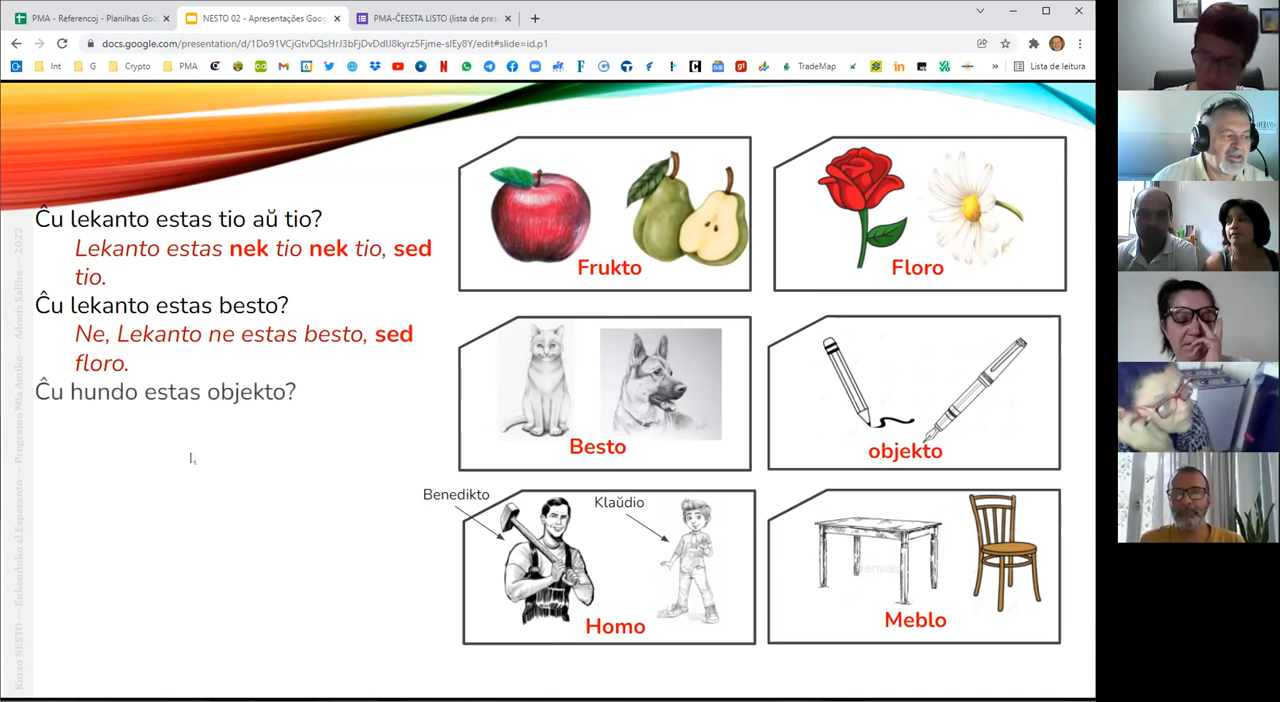 PMA - Referencoj - Planilhas Goo
NESTO 02 - Apresentações Goog
PMA-ĈEESTA LISTO (lista de pres
docs.google.com/presentation/d/1Do91VCjGtvDQsHrJ3bFjDvDdlJ8kyrz5Fjme-slEy8Y/edit#slide=id.p1
Int
G
Crypto
PMA
TradeMap
Lista de leitura
Ĉu lekanto estas tio aŭ tio?
Lekanto estas nek tio nek tio, sed
tio.
Ĉu lekanto estas besto?
Ne, Lekanto ne estas besto, sed
floro.
Ĉu hundo estas objekto?
Frukto
Floro
Besto
objekto
Benedikto
Klaŭdio
Homo
Meblo
Kurso NESTO — Enkonduko al Esperanto — Programo Mia Amiko — Adonis Saliba — 2022